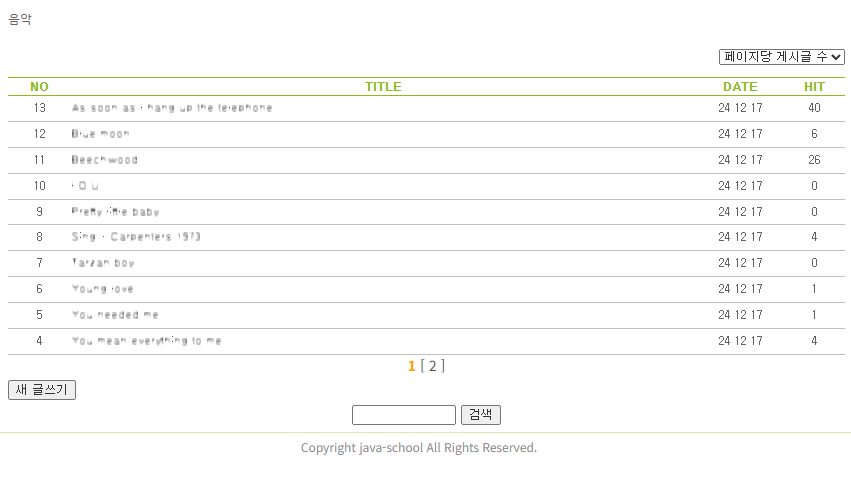 음악
페이지당 게시글 수
NO TITLE DATE HIT
13 As soon as I hang up the telephone 24 12 17 40
12 Blue moon 24 12 17 6
11 Beechwood 24 12 17 26
10 24 12 17 0
9 Pretty little baby 24 12 17 0
8 Sing - Carpenters 1973 24 12 17 4
7 Tarzan boy 24 12 17 0
6 Young love 24 12 17 1
5 You needed me 24 12 17 1
4 You mean everything to me 24 12 17 4
1 [ 2 ]
새 글쓰기
검색
Copyright java-school All Rights Reserved.